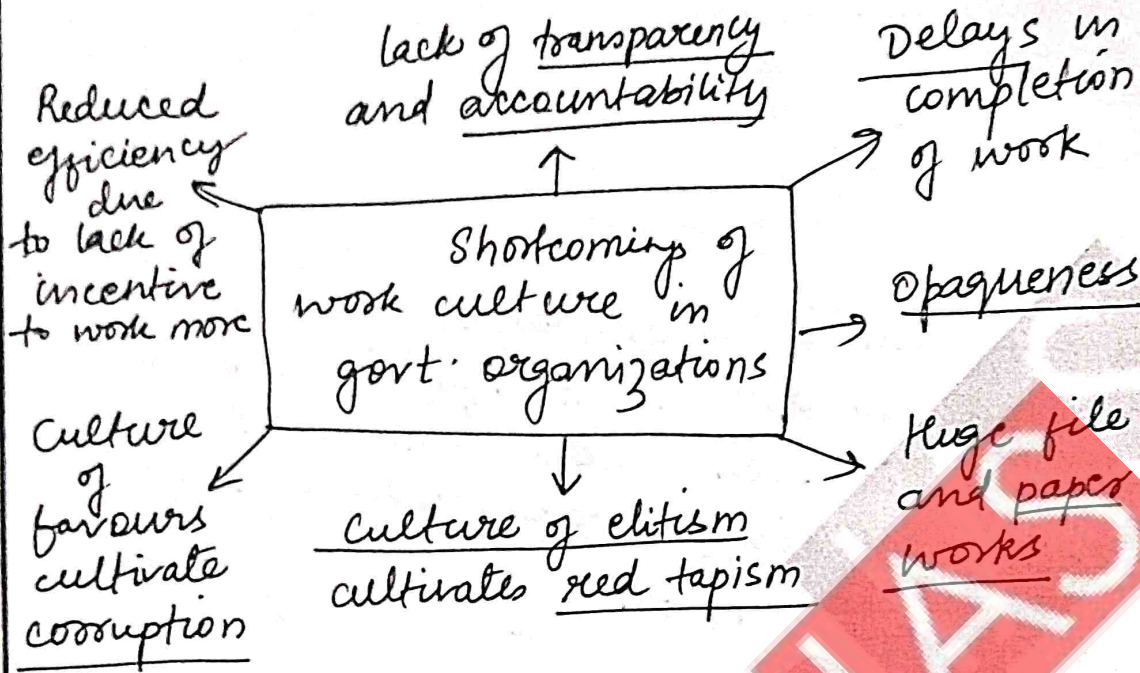 lack of transparency
and accountability
Delays in
completion
of work
Reduced
efficiency
due
to lack of
incentive
to work more
Shortcomings of
work culture in
govt. organizations
Opaqueness
Culture
of
favours
cultivate
corruption
Culture of elitism
cultivates red tapism
Huge file
and paper
works
IAS